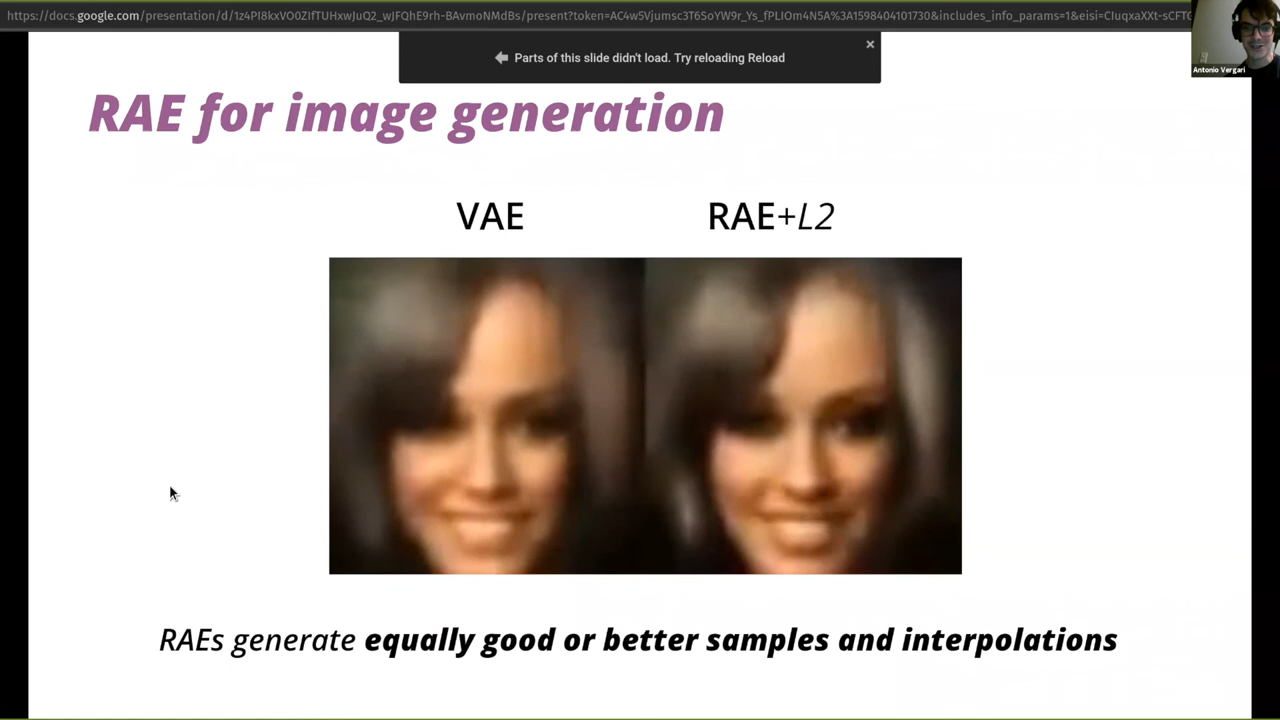 https://docs.google.com/presentation/d/1z4PI8kxVO0ZIfTUHxwJuQ2_wJFQhE9rh-BAvmoNMdBs/present?token=AC4w5Vjumsc3T6SoYW9r_Ys_fPLIOm4N5A%3A1598404101730&includes_info_params=1&eisi=CIuqxaXXt-sCFTG
Antonio Vergari
Parts of this slide didn't load. Try reloading Reload
RAE for image generation
VAE RAE+L2
RAEs generate equally good or better samples and interpolations